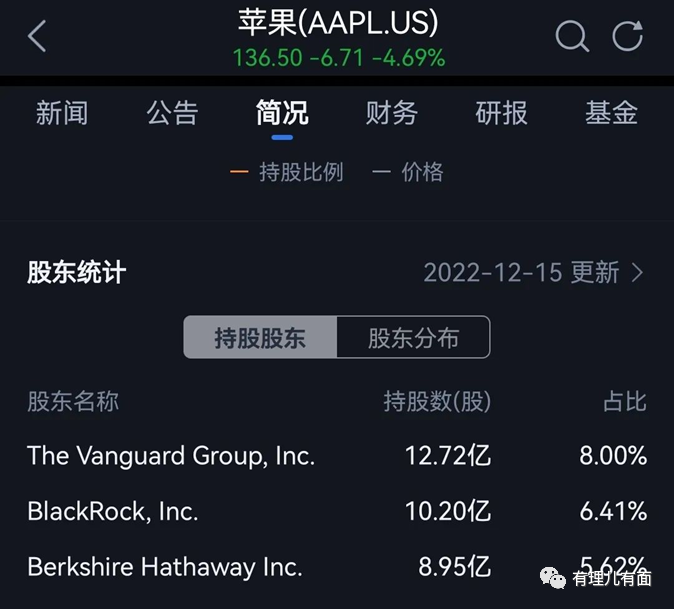 苹果(AAPL.US)
136.50 -6.71 -4.69%
新闻 公告 简况 财务 研报 基金
持股比例 价格
股东统计 2022-12-15 更新
持股股东 股东分布
股东名称 持股数(股) 占比
The Vanguard Group, Inc. 12.72亿 8.00%
BlackRock, Inc. 10.20亿 6.41%
Berkshire Hathaway Inc. 8.95亿 5.62%
有理儿有面